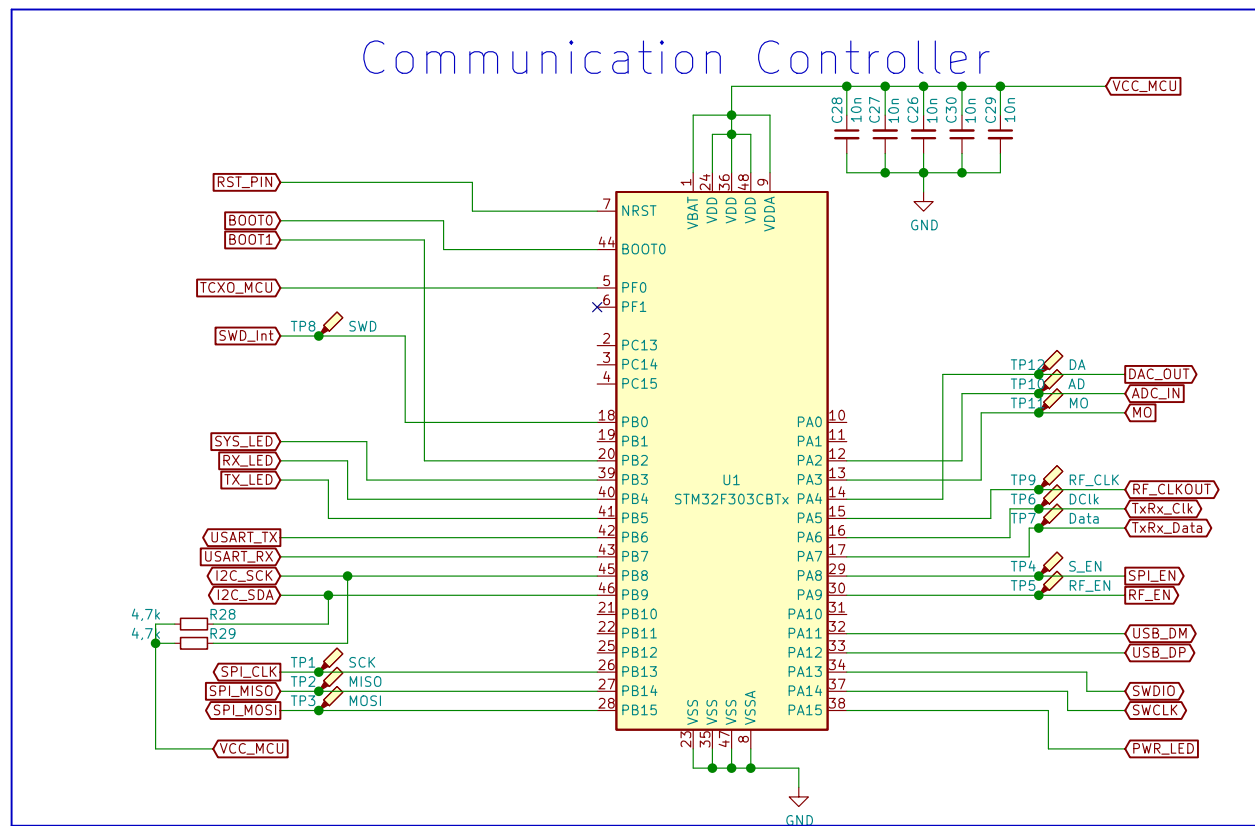 Communication Controller
VCC_MCU
C28 10n
C27 10n
C26 10n
C30 10n
C29 10n
GND
RST_PIN
BOOT0
BOOT1
TCXO_MCU
SWD_Int
TP8 SWD
SYS_LED
RX_LED
TX_LED
USART_TX
USART_RX
I2C_SCK
I2C_SDA
4,7k R28
4,7k R29
SPI_CLK
TP1 SCK
SPI_MISO
TP2 MISO
SPI_MOSI
TP3 MOSI
VCC_MCU
1 VBAT
24 VDD
36 VDD
48 VDD
9 VDDA
7 NRST
44 BOOT0
5 PF0
6 PF1
2 PC13
3 PC14
4 PC15
18 PB0
19 PB1
20 PB2
39 PB3
40 PB4
41 PB5
42 PB6
43 PB7
45 PB8
46 PB9
21 PB10
22 PB11
25 PB12
26 PB13
27 PB14
28 PB15
U1
STM32F303CBTx
PA0 10
PA1 11
PA2 12
PA3 13
PA4 14
PA5 15
PA6 16
PA7 17
PA8 29
PA9 30
PA10 31
PA11 32
PA12 33
PA13 34
PA14 37
PA15 38
23 VSS
35 VSS
47 VSS
8 VSSA
GND
TP12 DA
DAC_OUT
TP10 AD
ADC_IN
TP11 MO
MO
TP9 RF_CLK
RF_CLKOUT
TP6 DClk
TxRx_Clk
TP7 Data
TxRx_Data
TP4 S_EN
SPI_EN
TP5 RF_EN
RF_EN
USB_DM
USB_DP
SWDIO
SWCLK
PWR_LED